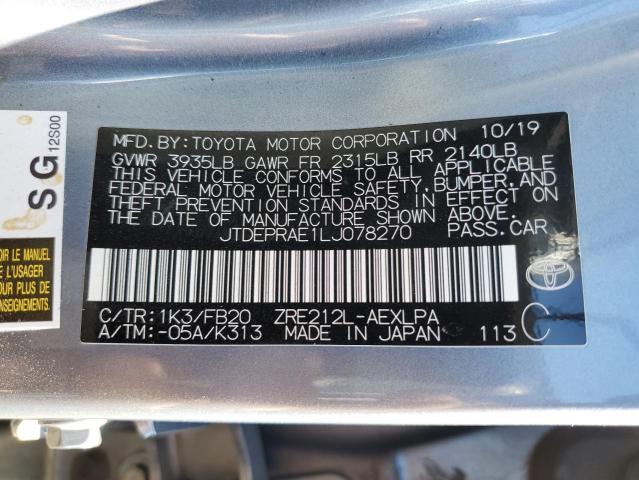 SG
12S00
MFD.BY:TOYOTA MOTOR CORPORATION 10/19
GVWR 3935LB GAWR FR 2315LB RR 2140LB
THIS VEHICLE CONFORMS TO ALL APPLICABLE
FEDERAL MOTOR VEHICLE SAFETY,BUMPER,AND
THEFT PREVENTION STANDARDS IN EFFECT ON
THE DATE OF MANUFACTURE SHOWN ABOVE.
JTDEPRAE1LJ078270 PASS.CAR
C/TR:1K3/FB20 ZRE212L-AEXLPA
A/TM:-05A/K313 MADE IN JAPAN 113 C
TOYOTA
LE MANUEL
L'USAGER
POUR PLUS DE
SEIGNEMENTS.